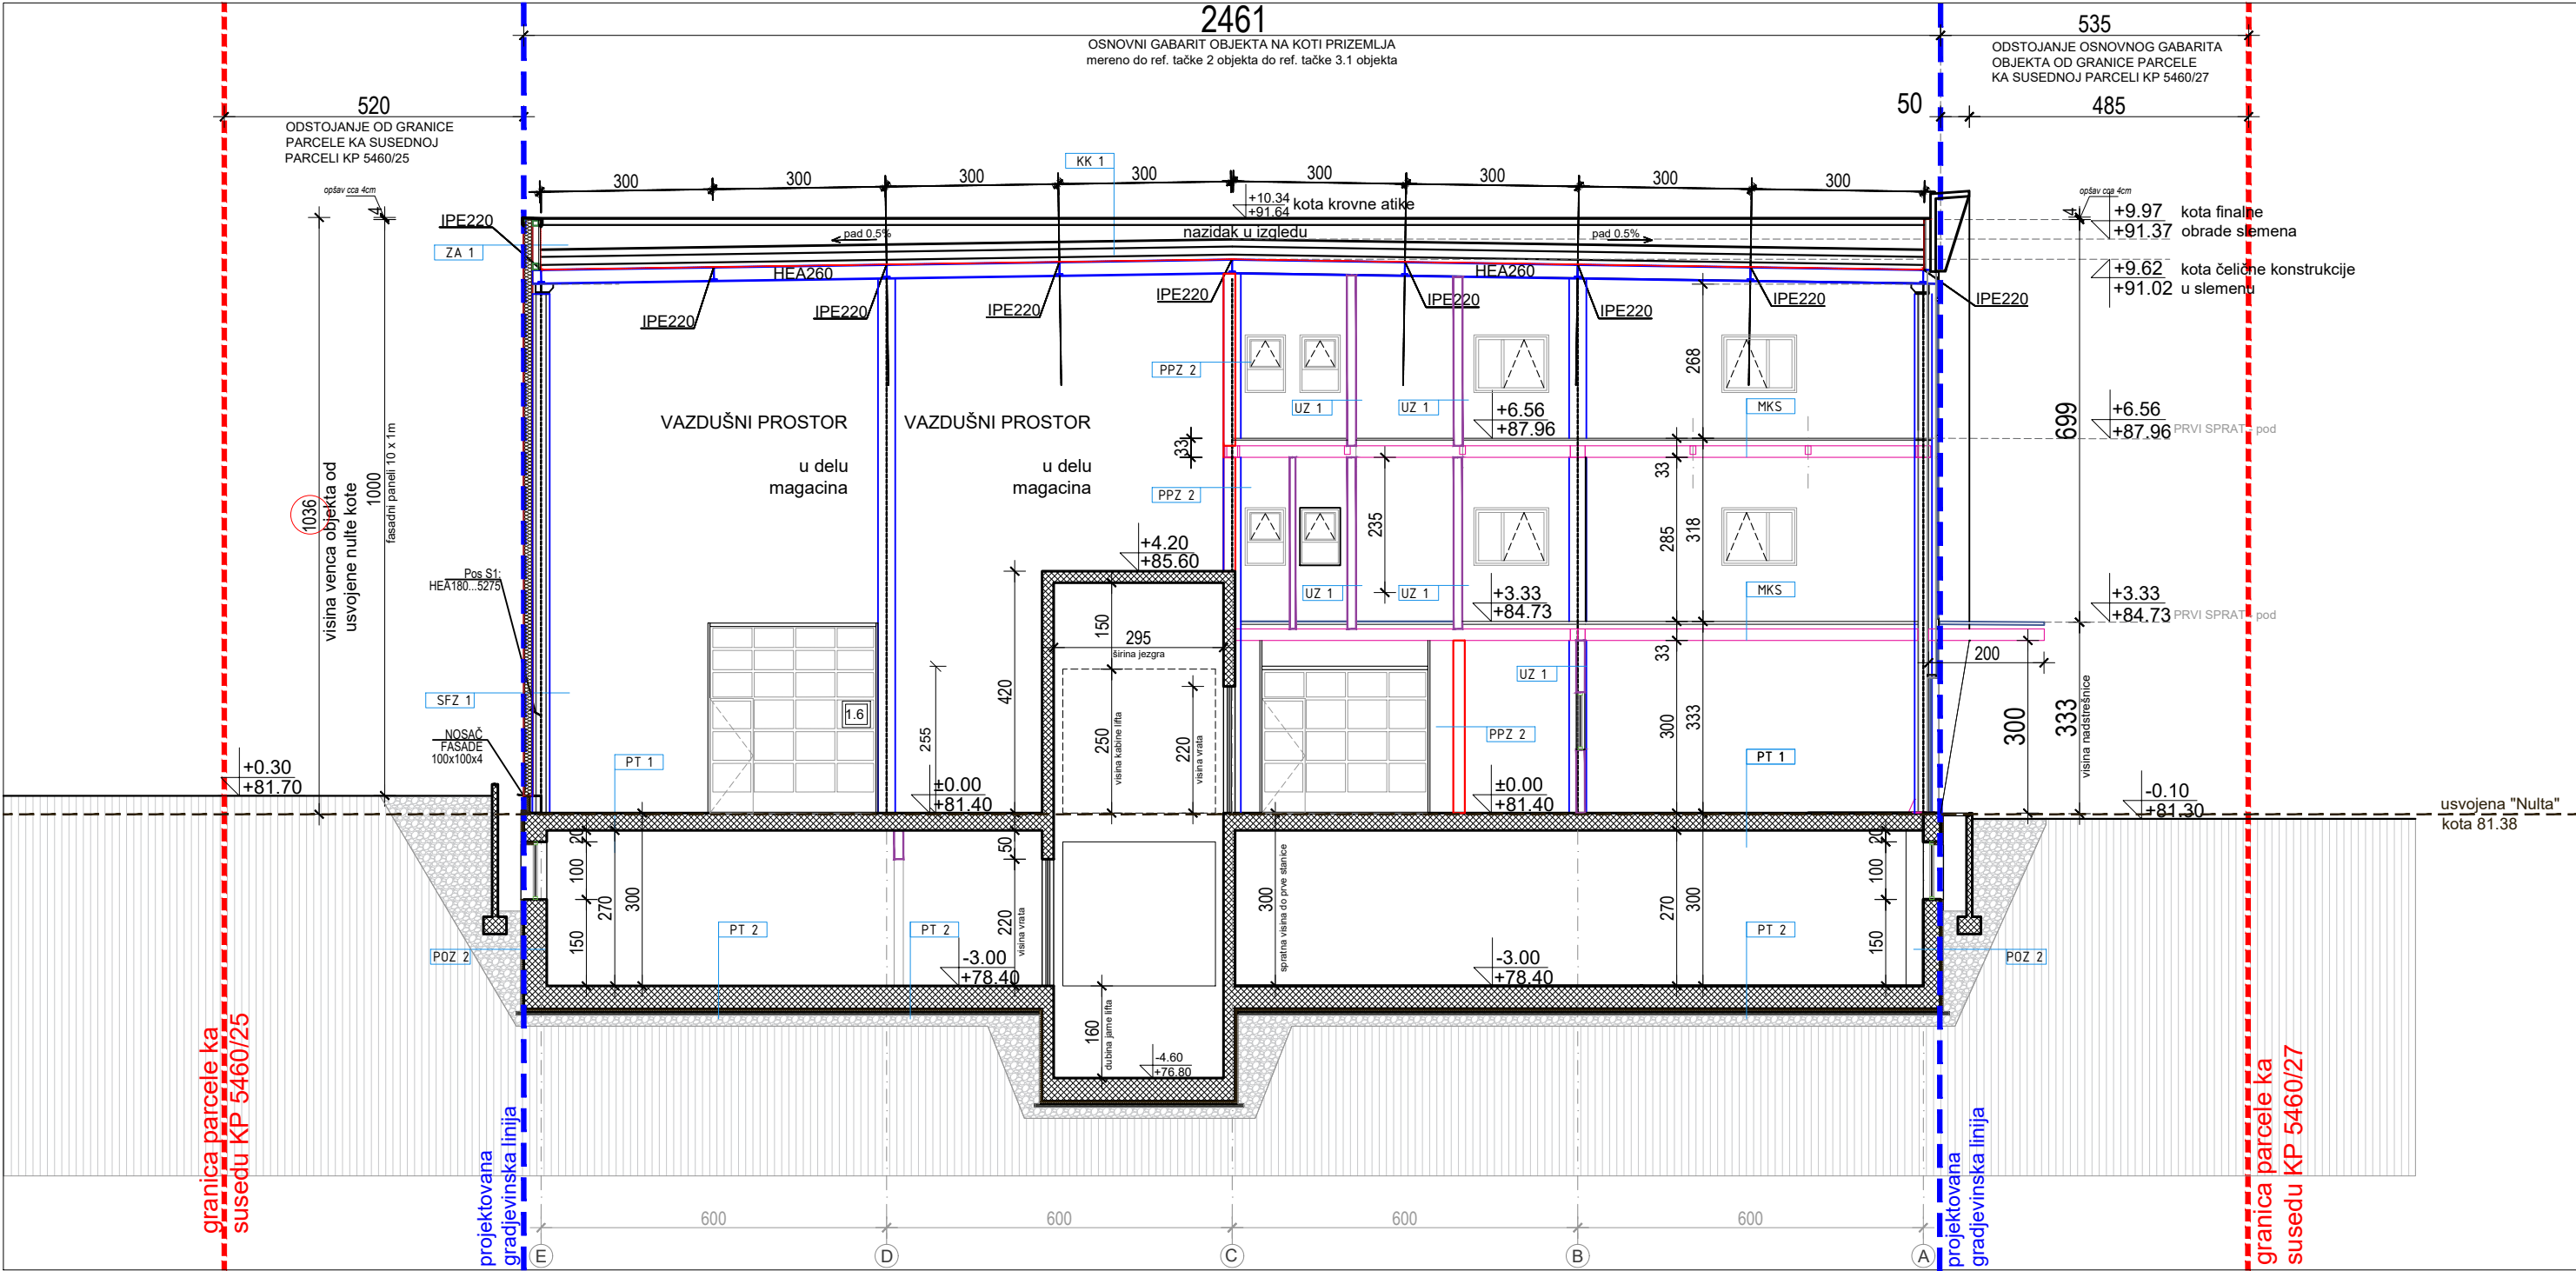 2461
OSNOVNI GABARIT OBJEKTA NA KOTI PRIZEMLJA
mereno do ref. tačke 2 objekta do ref. tačke 3.1 objekta
535
ODSTOJANJE OSNOVNOG GABARITA
OBJEKTA OD GRANICE PARCELE
KA SUSEDNOJ PARCELI KP 5460/27
520
ODSTOJANJE OD GRANICE
PARCELE KA SUSEDNOJ
PARCELI KP 5460/25
50
485
KK 1
300
300
300
300
300
300
300
300
opšav cca 4cm
4
opšav cca 4cm
4
+10.34
+91.64
kota krovne atike
IPE220
ZA 1
pad 0.5%
nazidak u izgledu
pad 0.5%
HEA260
HEA260
+9.97
+91.37
kota finalne
obrade slemena
+9.62
+91.02
kota čelične konstrukcije
u slemenu
IPE220
IPE220
IPE220
IPE220
IPE220
IPE220
IPE220
IPE220
PPZ 2
UZ 1
UZ 1
MKS
268
699
VAZDUŠNI PROSTOR
u delu
magacina
VAZDUŠNI PROSTOR
u delu
magacina
33
+6.56
+87.96
+6.56
+87.96
PRVI SPRAT - pod
33
PPZ 2
235
285
318
1036
visina venca objekta od
usvojene nulte kote
1000
fasadni paneli 10 x 1m
Pos S1:
HEA180...5275
+4.20
+85.60
UZ 1
UZ 1
MKS
+3.33
+84.73
+3.33
+84.73
PRVI SPRAT - pod
150
295
širina jezgra
33
200
420
UZ 1
SFZ 1
1.6
255
250
visina kabine lifta
220
visina vrata
PPZ 2
300
333
300
333
visina nadstrešnice
NOSAČ
FASADE
100x100x4
PT 1
PT 1
+0.30
+81.70
±0.00
+81.40
±0.00
+81.40
-0.10
+81.30
usvojena "Nulta"
kota 81.38
20
100
150
270
300
50
220
visina vrata
300
spratna visina do prve stanice
270
300
20
100
150
PT 2
PT 2
PT 2
POZ 2
POZ 2
-3.00
+78.40
-3.00
+78.40
160
dubina jame lifta
-4.60
+76.80
granica parcele ka
susedu KP 5460/25
projektovana
gradjevinska linija
projektovana
gradjevinska linija
granica parcele ka
susedu KP 5460/27
600
600
600
600
E
D
C
B
A